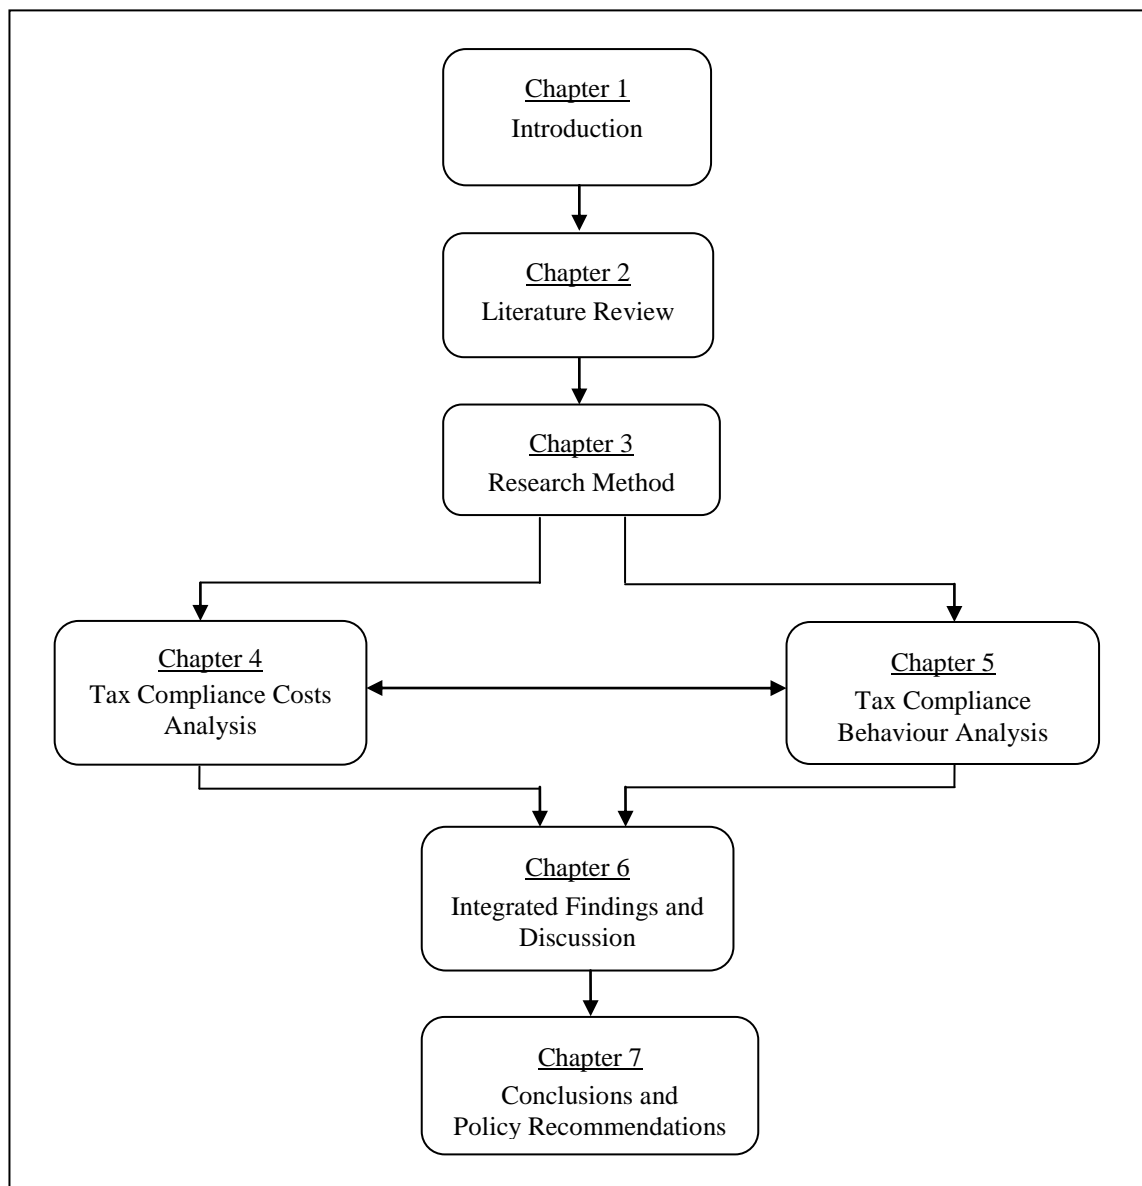 Chapter 1
Introduction
Chapter 2
Literature Review
Chapter 3
Research Method
Chapter 4
Tax Compliance Costs
Analysis
Chapter 5
Tax Compliance
Behaviour Analysis
Chapter 6
Integrated Findings and
Discussion
Chapter 7
Conclusions and
Policy Recommendations